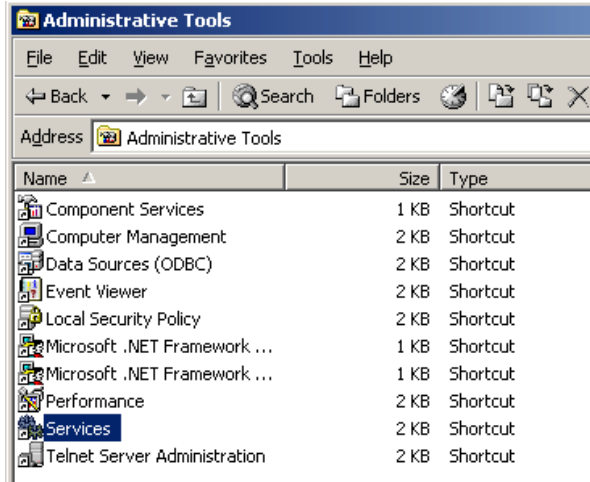 Administrative Tools
File Edit View Favorites Tools Help
Back Search Folders
Address Administrative Tools
Name Size Type
Component Services 1 KB Shortcut
Computer Management 2 KB Shortcut
Data Sources (ODBC) 2 KB Shortcut
Event Viewer 2 KB Shortcut
Local Security Policy 2 KB Shortcut
Microsoft .NET Framework ... 1 KB Shortcut
Microsoft .NET Framework ... 1 KB Shortcut
Performance 2 KB Shortcut
Services 2 KB Shortcut
Telnet Server Administration 2 KB Shortcut